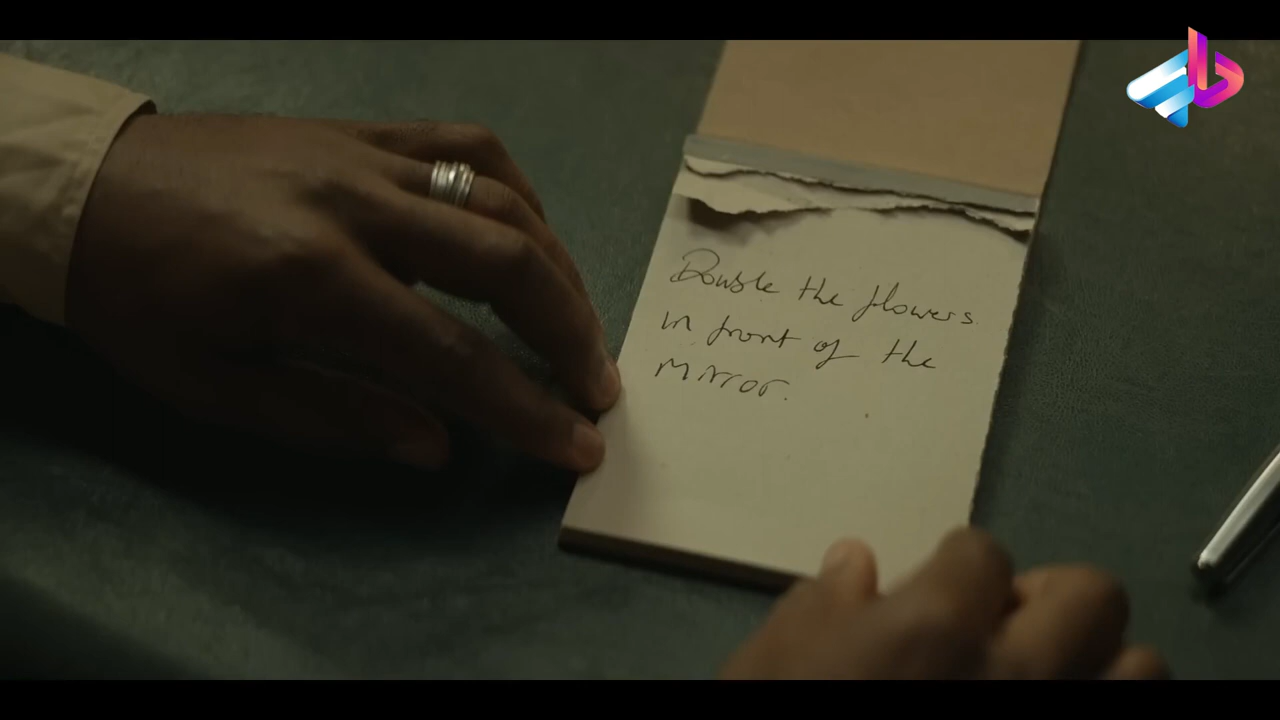 Double the flowers
in front of the
mirror.